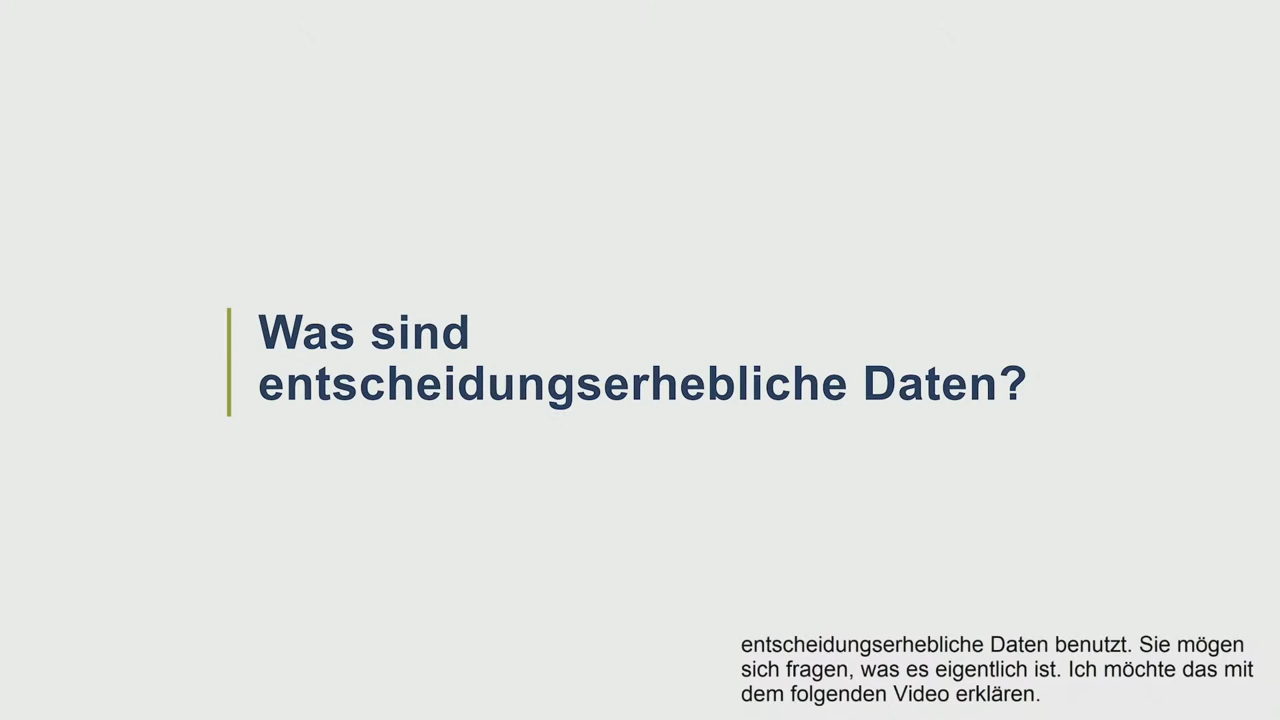 Was sind
entscheidungserhebliche Daten?
entscheidungserhebliche Daten benutzt. Sie mögen
sich fragen, was es eigentlich ist. Ich möchte das mit
dem folgenden Video erklären.